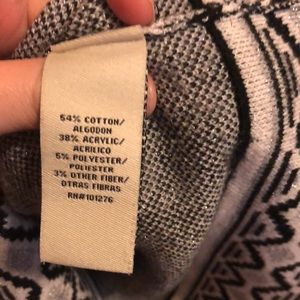 54% COTTON/
ALGODON
38% ACRYLIC/
ACRILICO
5% POLYESTER/
POLIESTER
3% OTHER FIBER/
OTRAS FIBRAS
RN#101276